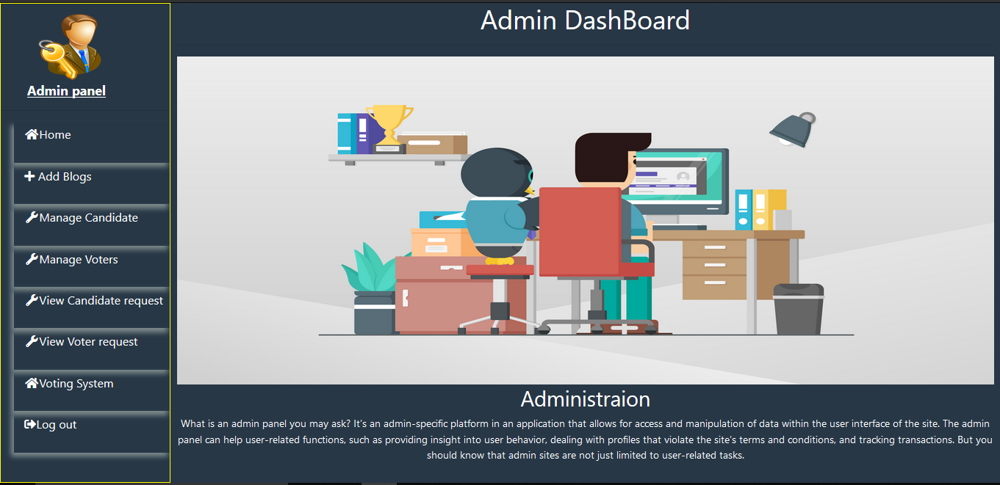 Admin panel
Home
Add Blogs
Manage Candidate
Manage Voters
View Candidate request
View Voter request
Voting System
Log out
Admin DashBoard
Administraion
What is an admin panel you may ask? It’s an admin-specific platform in an application that allows for access and manipulation of data within the user interface of the site. The admin
panel can help user-related functions, such as providing insight into user behavior, dealing with profiles that violate the site’s terms and conditions, and tracking transactions. But you
should know that admin sites are not just limited to user-related tasks.